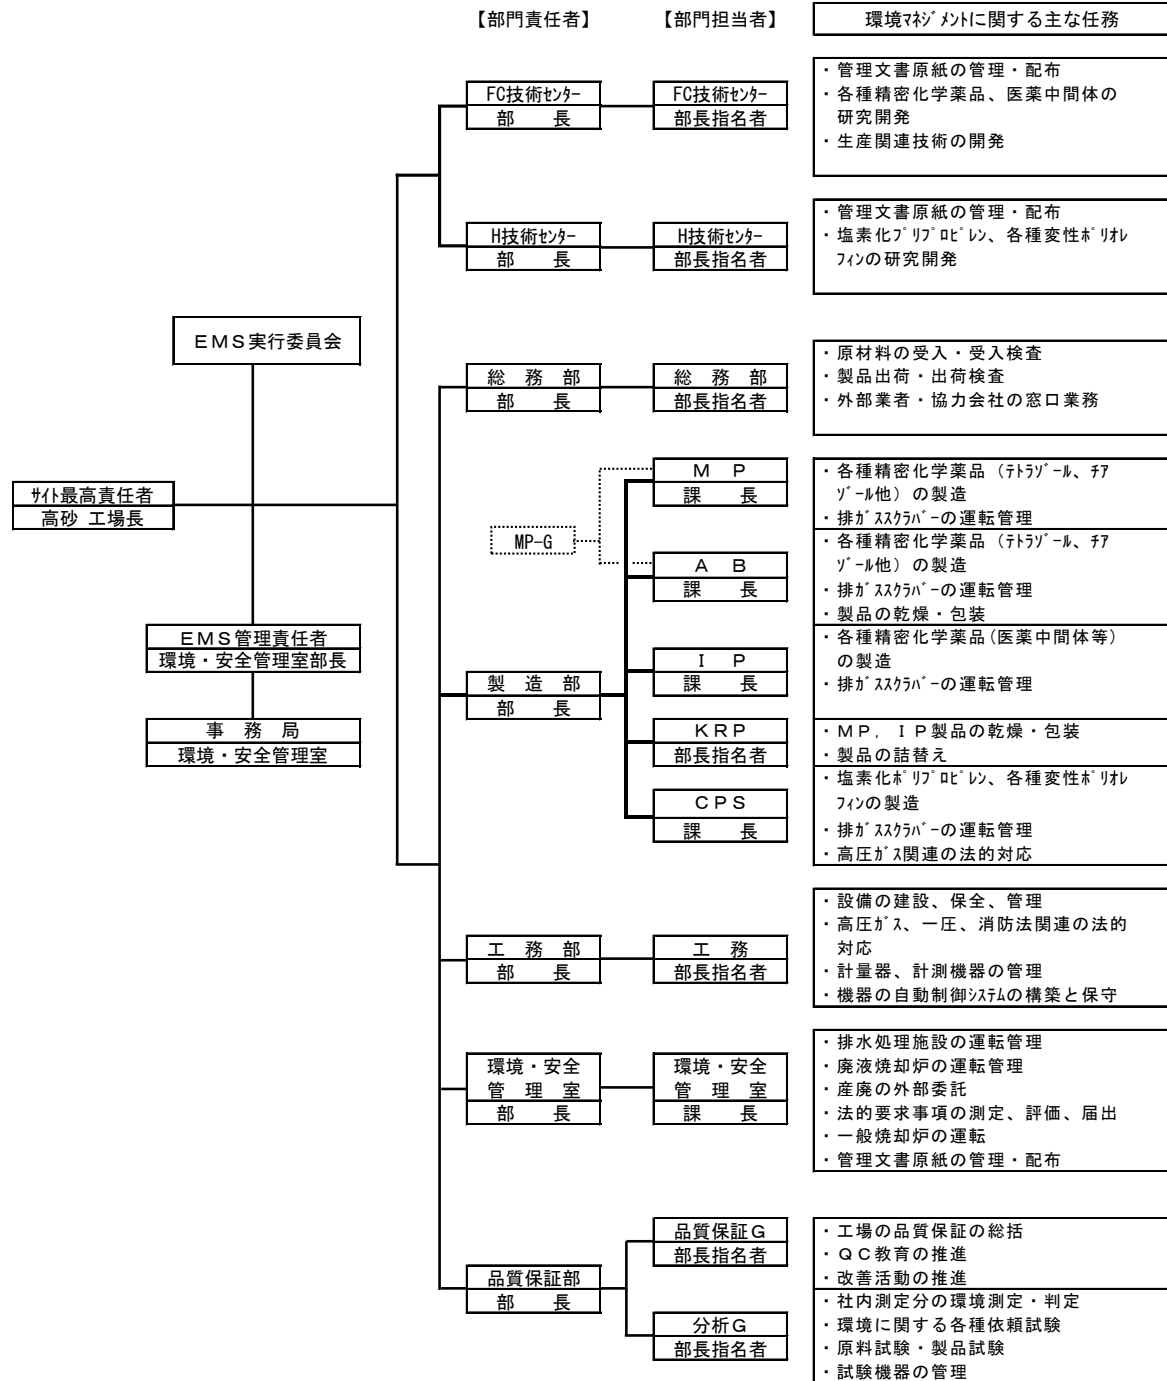 【部門責任者】 【部門担当者】 環境ﾏﾈｼﾞﾒﾝﾄに関する主な任務
FC技術ｾﾝﾀｰ
部　長
FC技術ｾﾝﾀｰ
部長指名者
・管理文書原紙の管理・配布
・各種精密化学薬品、医薬中間体の
研究開発
・生産関連技術の開発
H技術ｾﾝﾀｰ
部　長
H技術ｾﾝﾀｰ
部長指名者
・管理文書原紙の管理・配布
・塩素化ﾌﾟﾘﾌﾟﾛﾋﾟﾚﾝ、各種変性ﾎﾟﾘｵﾚ
ﾌｨﾝの研究開発
ＥＭＳ実行委員会
総　務　部
部　長
総　務　部
部長指名者
・原材料の受入・受入検査
・製品出荷・出荷検査
・外部業者・協力会社の窓口業務
ｻｲﾄ最高責任者
高砂 工場長
ＥＭＳ管理責任者
環境・安全管理室部長
事　務　局
環境・安全管理室
製　造　部
部　長
MP-G
Ｍ　Ｐ
課　長
・各種精密化学薬品（ﾃﾄﾗｿﾞｰﾙ、ﾁｱ
ｿﾞｰﾙ他）の製造
・排ｶﾞｽｽｸﾗﾊﾞｰの運転管理
Ａ　Ｂ
課　長
・各種精密化学薬品（ﾃﾄﾗｿﾞｰﾙ、ﾁｱ
ｿﾞｰﾙ他）の製造
・排ｶﾞｽｽｸﾗﾊﾞｰの運転管理
・製品の乾燥・包装
Ｉ　Ｐ
課　長
・各種精密化学薬品(医薬中間体等)
の製造
・排ｶﾞｽｽｸﾗﾊﾞｰの運転管理
ＫＲＰ
部長指名者
・ＭＰ，ＩＰ製品の乾燥・包装
・製品の詰替え
ＣＰＳ
課　長
・塩素化ﾎﾟﾘﾌﾟﾛﾋﾟﾚﾝ、各種変性ﾎﾟﾘｵﾚ
ﾌｨﾝの製造
・排ｶﾞｽｽｸﾗﾊﾞｰの運転管理
・高圧ｶﾞｽ関連の法的対応
工　務　部
部　長
工　務
部長指名者
・設備の建設、保全、管理
・高圧ｶﾞｽ、一圧、消防法関連の法的
対応
・計量器、計測機器の管理
・機器の自動制御ｼｽﾃﾑの構築と保守
環境・安全
管　理　室
部　長
環境・安全
管　理　室
課　長
・排水処理施設の運転管理
・廃液焼却炉の運転管理
・産廃の外部委託
・法的要求事項の測定、評価、届出
・一般焼却炉の運転
・管理文書原紙の管理・配布
品質保証部
部　長
品質保証Ｇ
部長指名者
・工場の品質保証の総括
・ＱＣ教育の推進
・改善活動の推進
分析Ｇ
部長指名者
・社内測定分の環境測定・判定
・環境に関する各種依頼試験
・原料試験・製品試験
・試験機器の管理